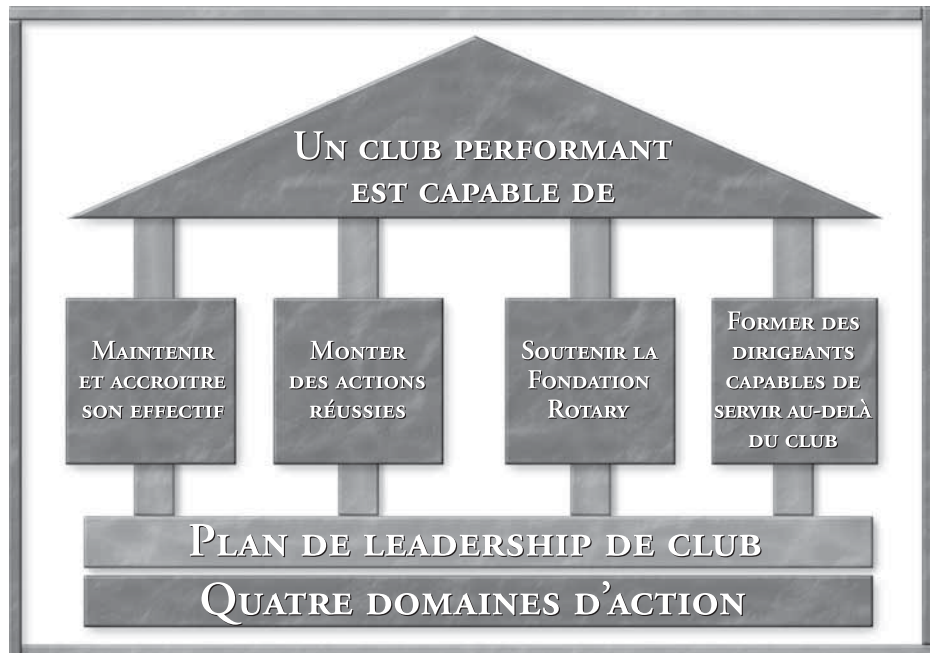 Un club performant
est capable de
Maintenir
et accroitre
son effectif
Monter
des actions
réussies
Soutenir la
Fondation
Rotary
Former des
dirigeants
capables de
servir au-delà
du club
Plan de leadership de club
Quatre domaines d’action